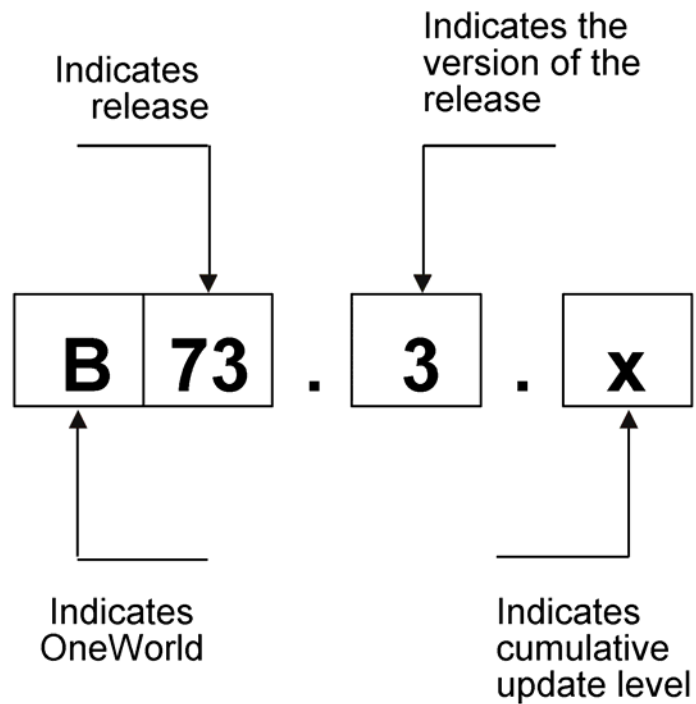 Indicates
release
Indicates the
version of the
release
B 73 . 3 . x
Indicates
OneWorld
Indicates
cumulative
update level